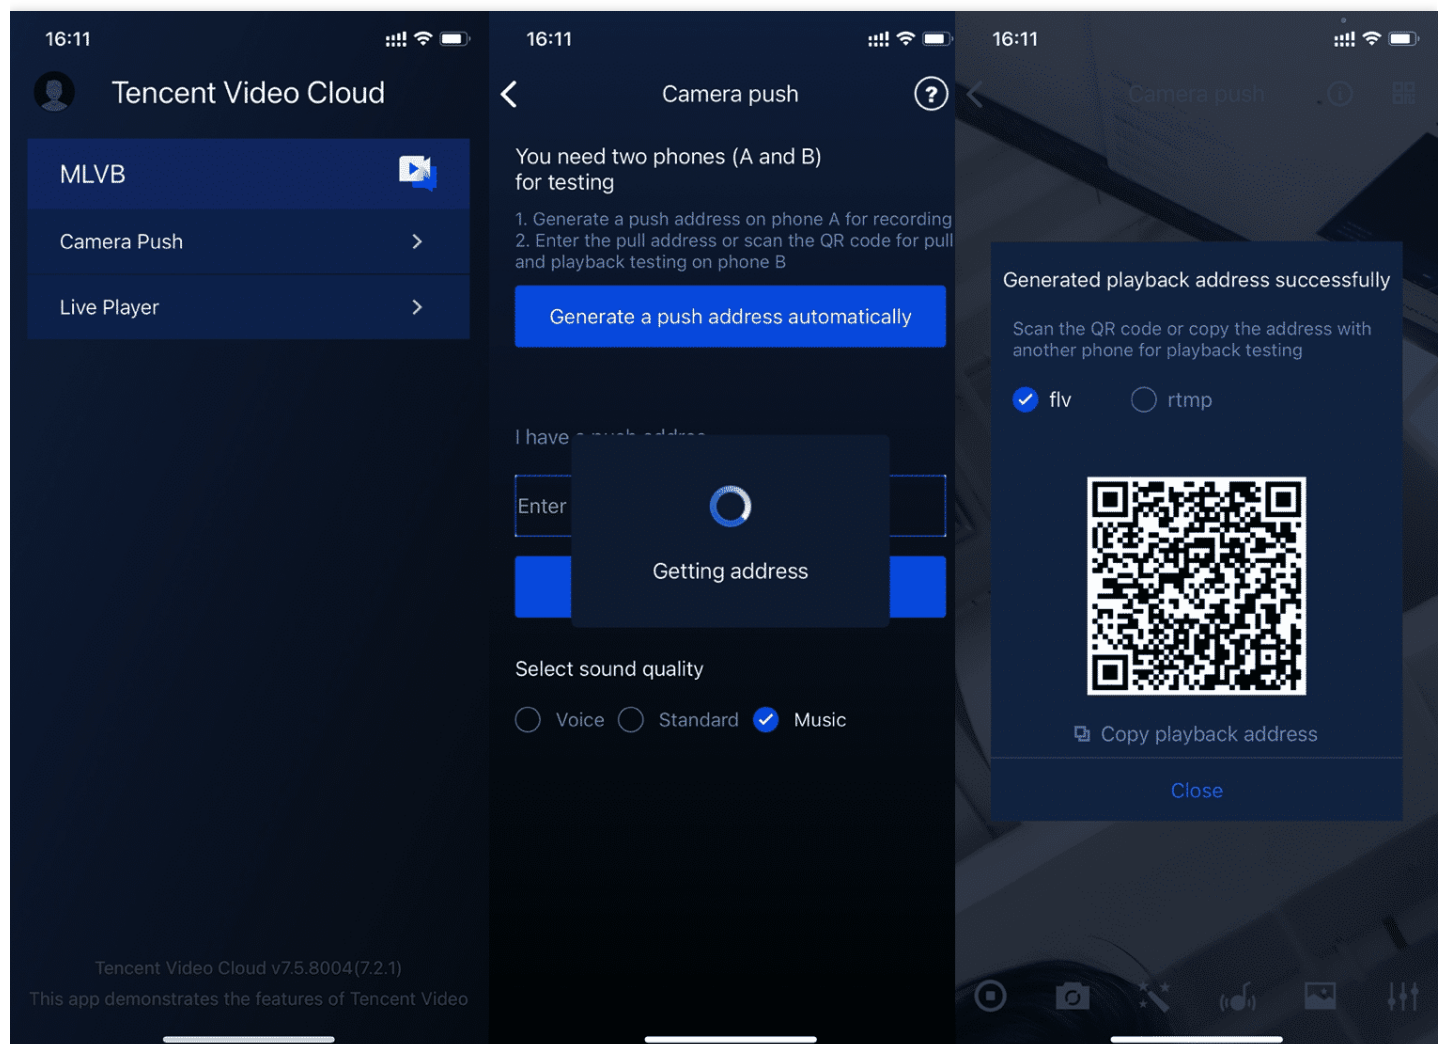 16:11
Tencent Video Cloud
MLVB
Camera Push
Live Player
Tencent Video Cloud v7.5.8004(7.2.1)
This app demonstrates the features of Tencent Video
16:11
Camera push
?
You need two phones (A and B)
for testing
1. Generate a push address on phone A for recording
2. Enter the pull address or scan the QR code for pull
and playback testing on phone B
Generate a push address automatically
I have a push addres
Enter
Getting address
Select sound quality
Voice Standard Music
16:11
Camera push
Generated playback address successfully
Scan the QR code or copy the address with
another phone for playback testing
flv rtmp
Copy playback address
Close